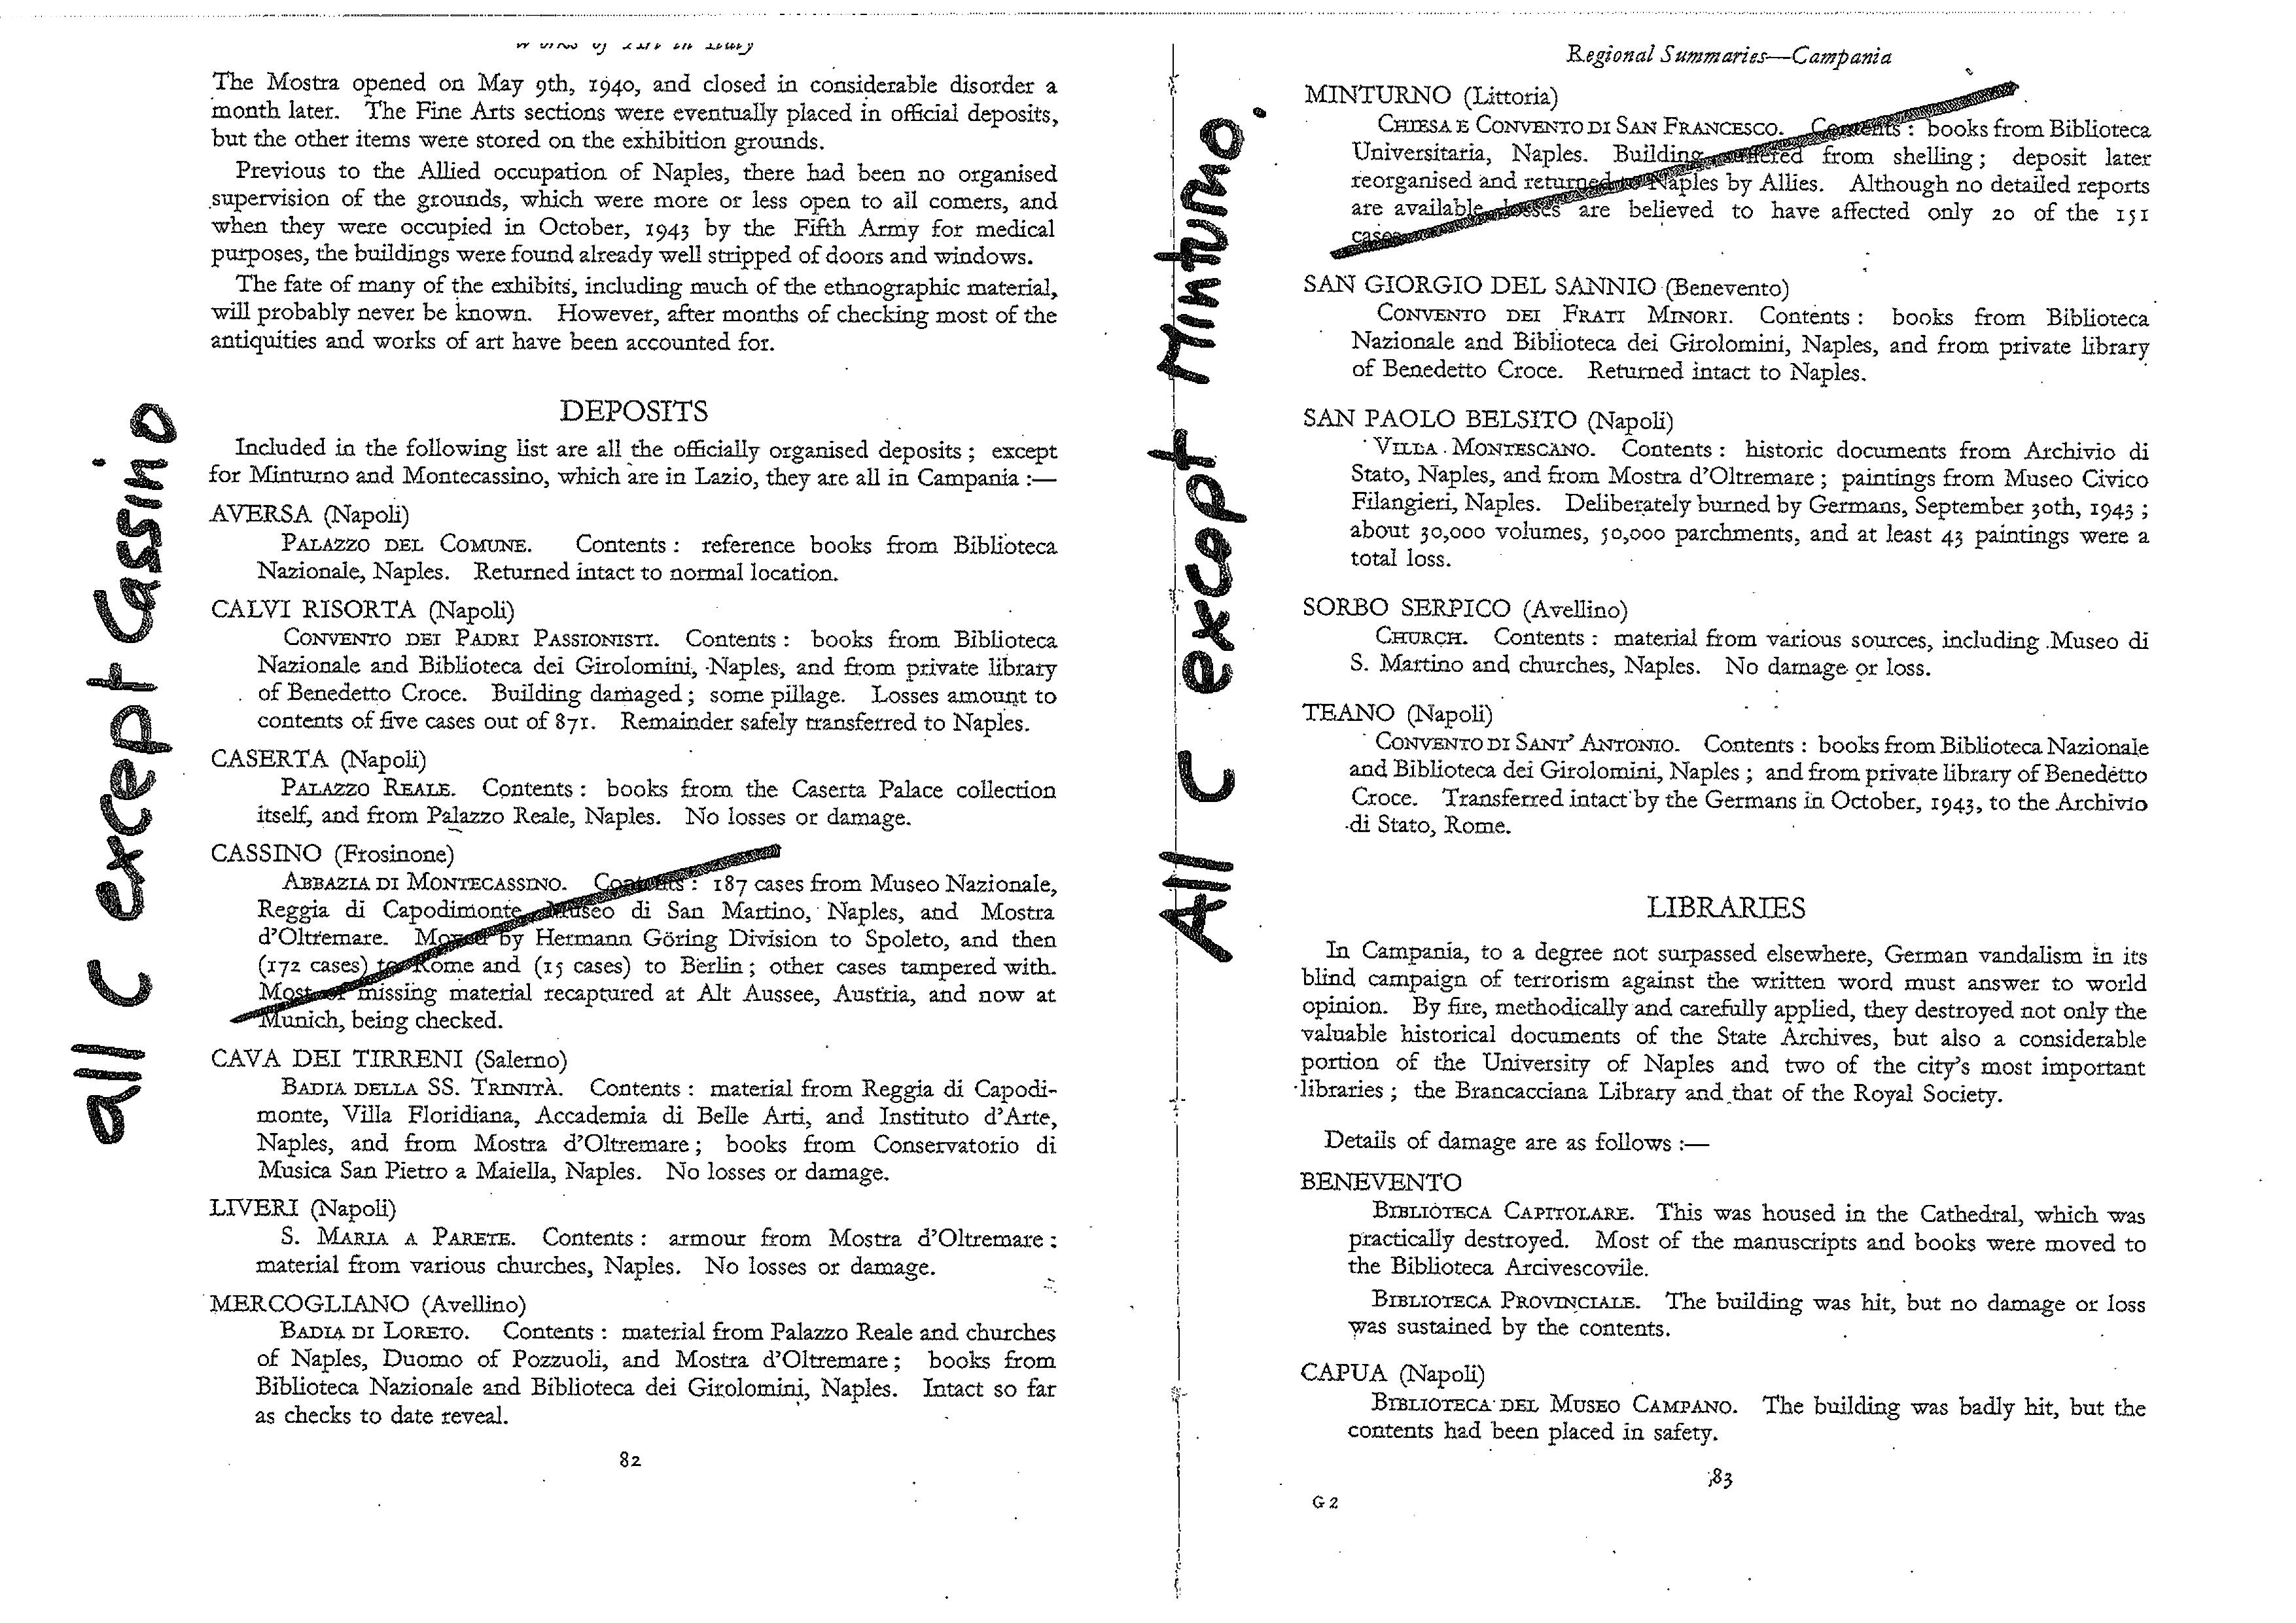 Works of Art in Italy
The Mostra opened on May 9th, 1940, and closed in considerable disorder a
month later. The Fine Arts sections were eventually placed in official deposits,
but the other items were stored on the exhibition grounds.
Previous to the Allied occupation of Naples, there had been no organised
supervision of the grounds, which were more or less open to all comers, and
when they were occupied in October, 1943 by the Fifth Army for medical
purposes, the buildings were found already well stripped of doors and windows.
The fate of many of the exhibits, including much of the ethnographic material,
will probably never be known. However, after months of checking most of the
antiquities and works of art have been accounted for.
DEPOSITS
Included in the following list are all the officially organised deposits ; except
for Minturno and Montecassino, which are in Lazio, they are all in Campania :—
AVERSA (Napoli)
PALAZZO DEL COMUNE. Contents : reference books from Biblioteca
Nazionale, Naples. Returned intact to normal location.
CALVI RISORTA (Napoli)
CONVENTO DEI PADRI PASSIONISTI. Contents : books from Biblioteca
Nazionale and Biblioteca dei Girolomini, Naples, and from private library
of Benedetto Croce. Building damaged ; some pillage. Losses amount to
contents of five cases out of 871. Remainder safely transferred to Naples.
CASERTA (Napoli)
PALAZZO REALE. Contents : books from the Caserta Palace collection
itself, and from Palazzo Reale, Naples. No losses or damage.
CASSINO (Frosinone)
ABBAZIA DI MONTECASSINO. Contents : 187 cases from Museo Nazionale,
Reggia di Capodimonte, Museo di San Martino, Naples, and Mostra
d'Oltremare. Moved by Hermann Göring Division to Spoleto, and then
(172 cases) to Rome and (15 cases) to Berlin ; other cases tampered with.
Most of missing material recaptured at Alt Aussee, Austria, and now at
Munich, being checked.
CAVA DEI TIRRENI (Salerno)
BADIA DELLA SS. TRINITÀ. Contents : material from Reggia di Capodi-
monte, Villa Floridiana, Accademia di Belle Arti, and Instituto d'Arte,
Naples, and from Mostra d'Oltremare ; books from Conservatorio di
Musica San Pietro a Maiella, Naples. No losses or damage.
LIVERI (Napoli)
S. MARIA A PARETE. Contents : armour from Mostra d'Oltremare :
material from various churches, Naples. No losses or damage.
MERCOGLIANO (Avellino)
BADIA DI LORETO. Contents : material from Palazzo Reale and churches
of Naples, Duomo of Pozzuoli, and Mostra d'Oltremare ; books from
Biblioteca Nazionale and Biblioteca dei Girolomini, Naples. Intact so far
as checks to date reveal.
82
all C except Cassino
Regional Summaries—Campania
MINTURNO (Littoria)
CHIESA E CONVENTO DI SAN FRANCESCO. Contents : books from Biblioteca
Universitaria, Naples. Building suffered from shelling ; deposit later
reorganised and returned to Naples by Allies. Although no detailed reports
are available, losses are believed to have affected only 20 of the 151
cases.
SAN GIORGIO DEL SANNIO (Benevento)
CONVENTO DEI FRATI MINORI. Contents : books from Biblioteca
Nazionale and Biblioteca dei Girolomini, Naples, and from private library
of Benedetto Croce. Returned intact to Naples.
SAN PAOLO BELSITO (Napoli)
VILLA MONTESCANO. Contents : historic documents from Archivio di
Stato, Naples, and from Mostra d'Oltremare ; paintings from Museo Civico
Filangieri, Naples. Deliberately burned by Germans, September 30th, 1943 ;
about 30,000 volumes, 50,000 parchments, and at least 43 paintings were a
total loss.
SORBO SERPICO (Avellino)
CHURCH. Contents : material from various sources, including Museo di
S. Martino and churches, Naples. No damage or loss.
TEANO (Napoli)
CONVENTO DI SANT' ANTONIO. Contents : books from Biblioteca Nazionale
and Biblioteca dei Girolomini, Naples ; and from private library of Benedetto
Croce. Transferred intact by the Germans in October, 1943, to the Archivio
di Stato, Rome.
LIBRARIES
In Campania, to a degree not surpassed elsewhere, German vandalism in its
blind campaign of terrorism against the written word must answer to world
opinion. By fire, methodically and carefully applied, they destroyed not only the
valuable historical documents of the State Archives, but also a considerable
portion of the University of Naples and two of the city's most important
libraries ; the Brancacciana Library and that of the Royal Society.
Details of damage are as follows :—
BENEVENTO
BIBLIOTECA CAPITOLARE. This was housed in the Cathedral, which was
practically destroyed. Most of the manuscripts and books were moved to
the Biblioteca Arcivescovile.
BIBLIOTECA PROVINCIALE. The building was hit, but no damage or loss
was sustained by the contents.
CAPUA (Napoli)
BIBLIOTECA DEL MUSEO CAMPANO. The building was badly hit, but the
contents had been placed in safety.
83
G 2
All C except Minturno.